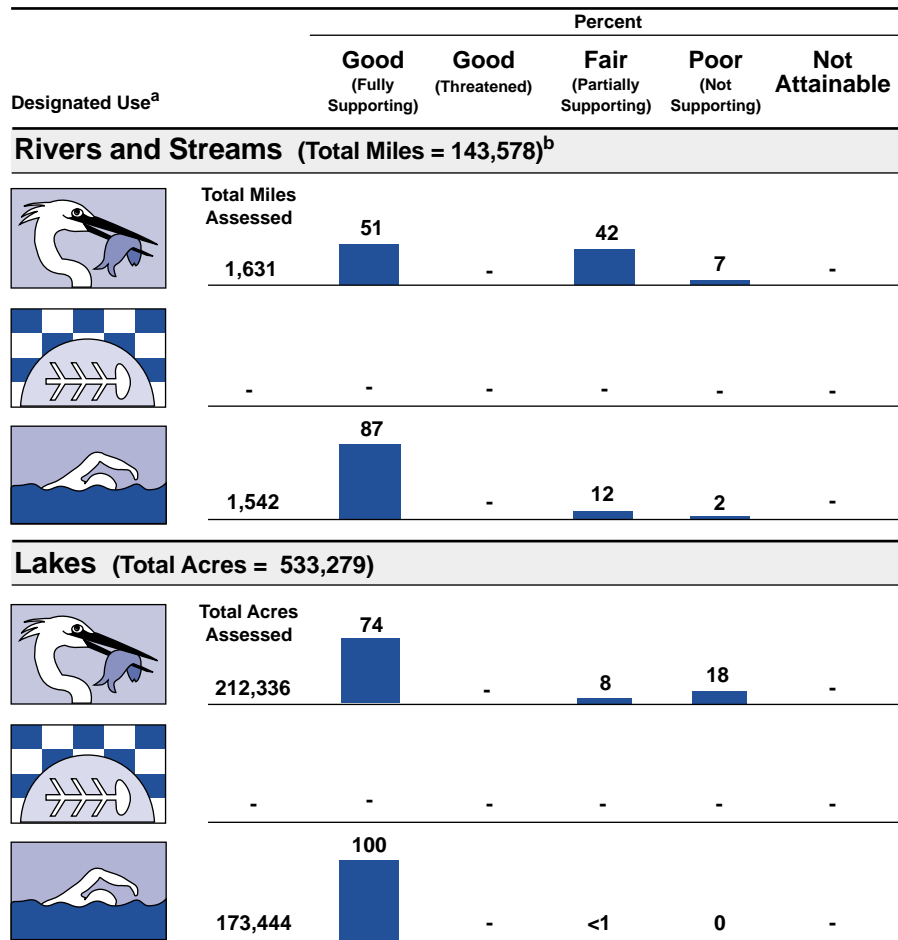 Percent
Designated Use^a
Good (Fully Supporting)
Good (Threatened)
Fair (Partially Supporting)
Poor (Not Supporting)
Not Attainable
Rivers and Streams (Total Miles = 143,578)^b
Total Miles Assessed
51
42
7
1,631
-
-
- - - - - -
87
12
2
1,542
-
-
Lakes (Total Acres = 533,279)
Total Acres Assessed
74
8
18
212,336
-
-
- - - - - -
100
173,444
-
<1
0
-